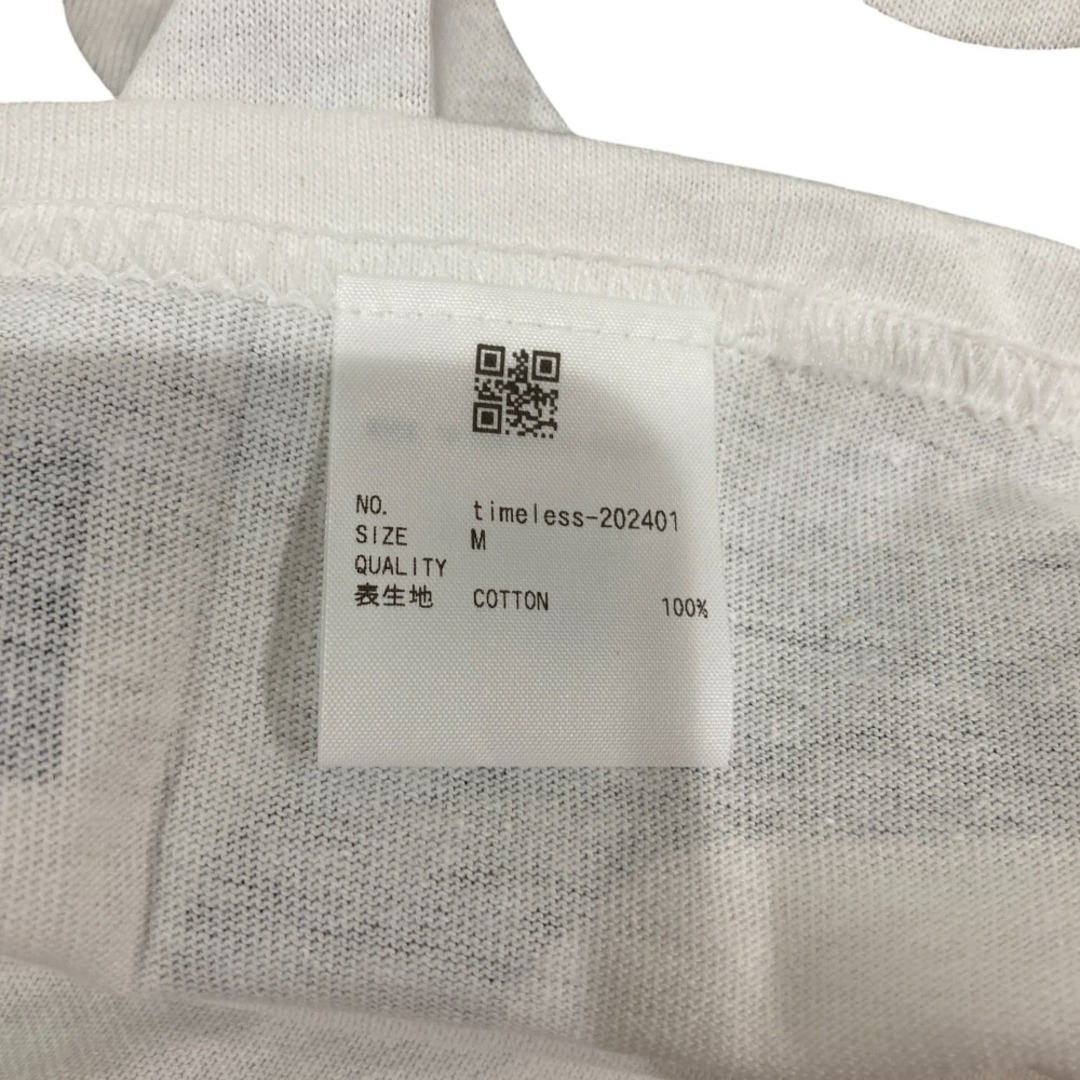 NO. timeless-202401
SIZE M
QUALITY
表生地 COTTON 100%